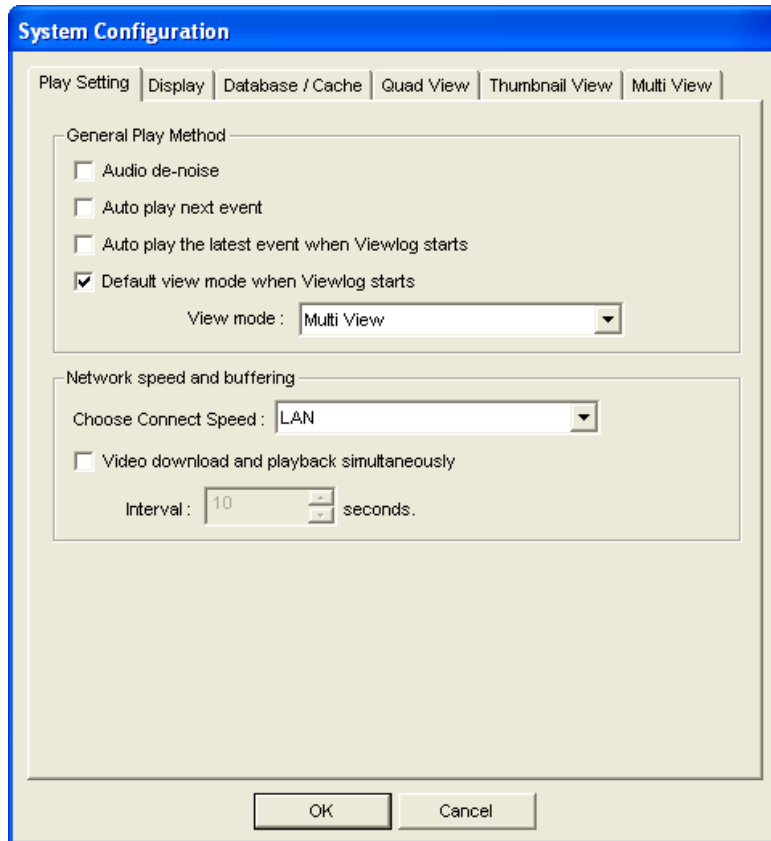 System Configuration
Play Setting Display Database / Cache Quad View Thumbnail View Multi View
General Play Method
Audio de-noise
Auto play next event
Auto play the latest event when Viewlog starts
Default view mode when Viewlog starts
View mode : Multi View
Network speed and buffering
Choose Connect Speed : LAN
Video download and playback simultaneously
Interval : 10 seconds.
OK Cancel